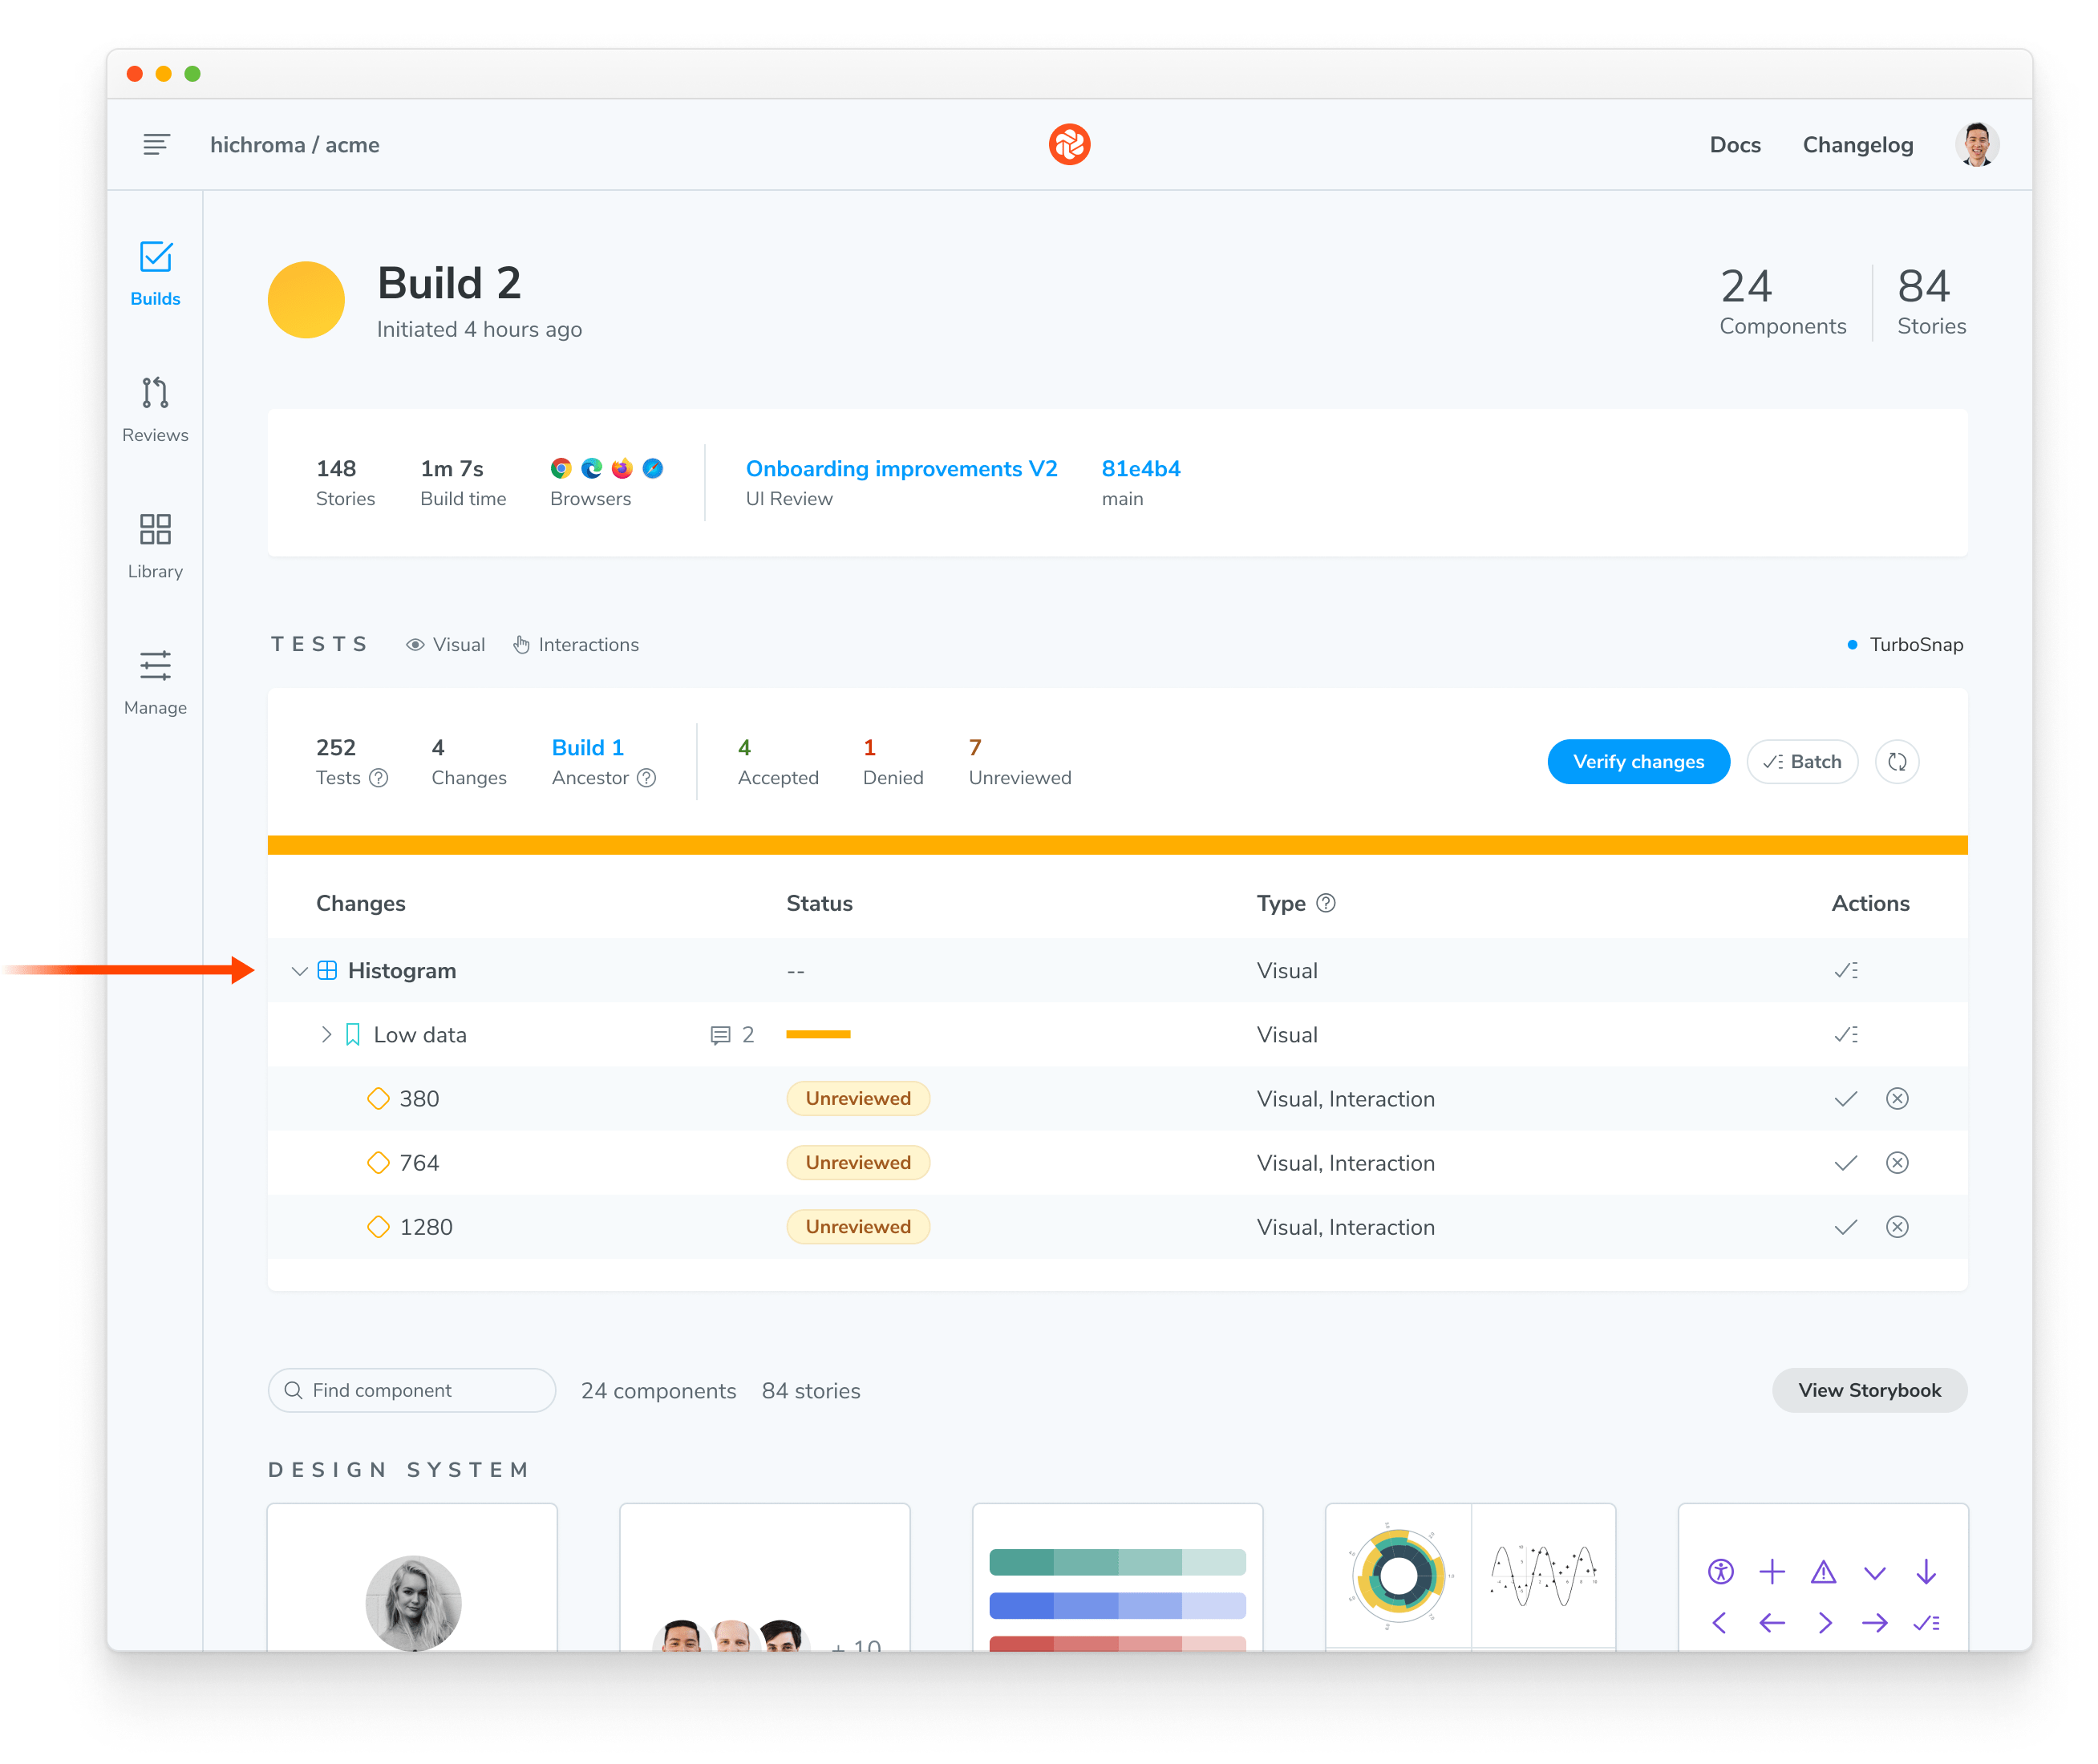 hichroma / acme
Docs
Changelog
Builds
Reviews
Library
Manage
Build 2
Initiated 4 hours ago
24
Components
84
Stories
148
Stories
1m 7s
Build time
Browsers
Onboarding improvements V2
UI Review
81e4b4
main
TESTS
Visual
Interactions
TurboSnap
252
Tests
4
Changes
Build 1
Ancestor
4
Accepted
1
Denied
7
Unreviewed
Verify changes
Batch
Changes
Status
Type
Actions
Histogram
--
Visual
Low data
2
Visual
380
Unreviewed
Visual, Interaction
764
Unreviewed
Visual, Interaction
1280
Unreviewed
Visual, Interaction
Find component
24 components
84 stories
View Storybook
DESIGN SYSTEM
+ 10